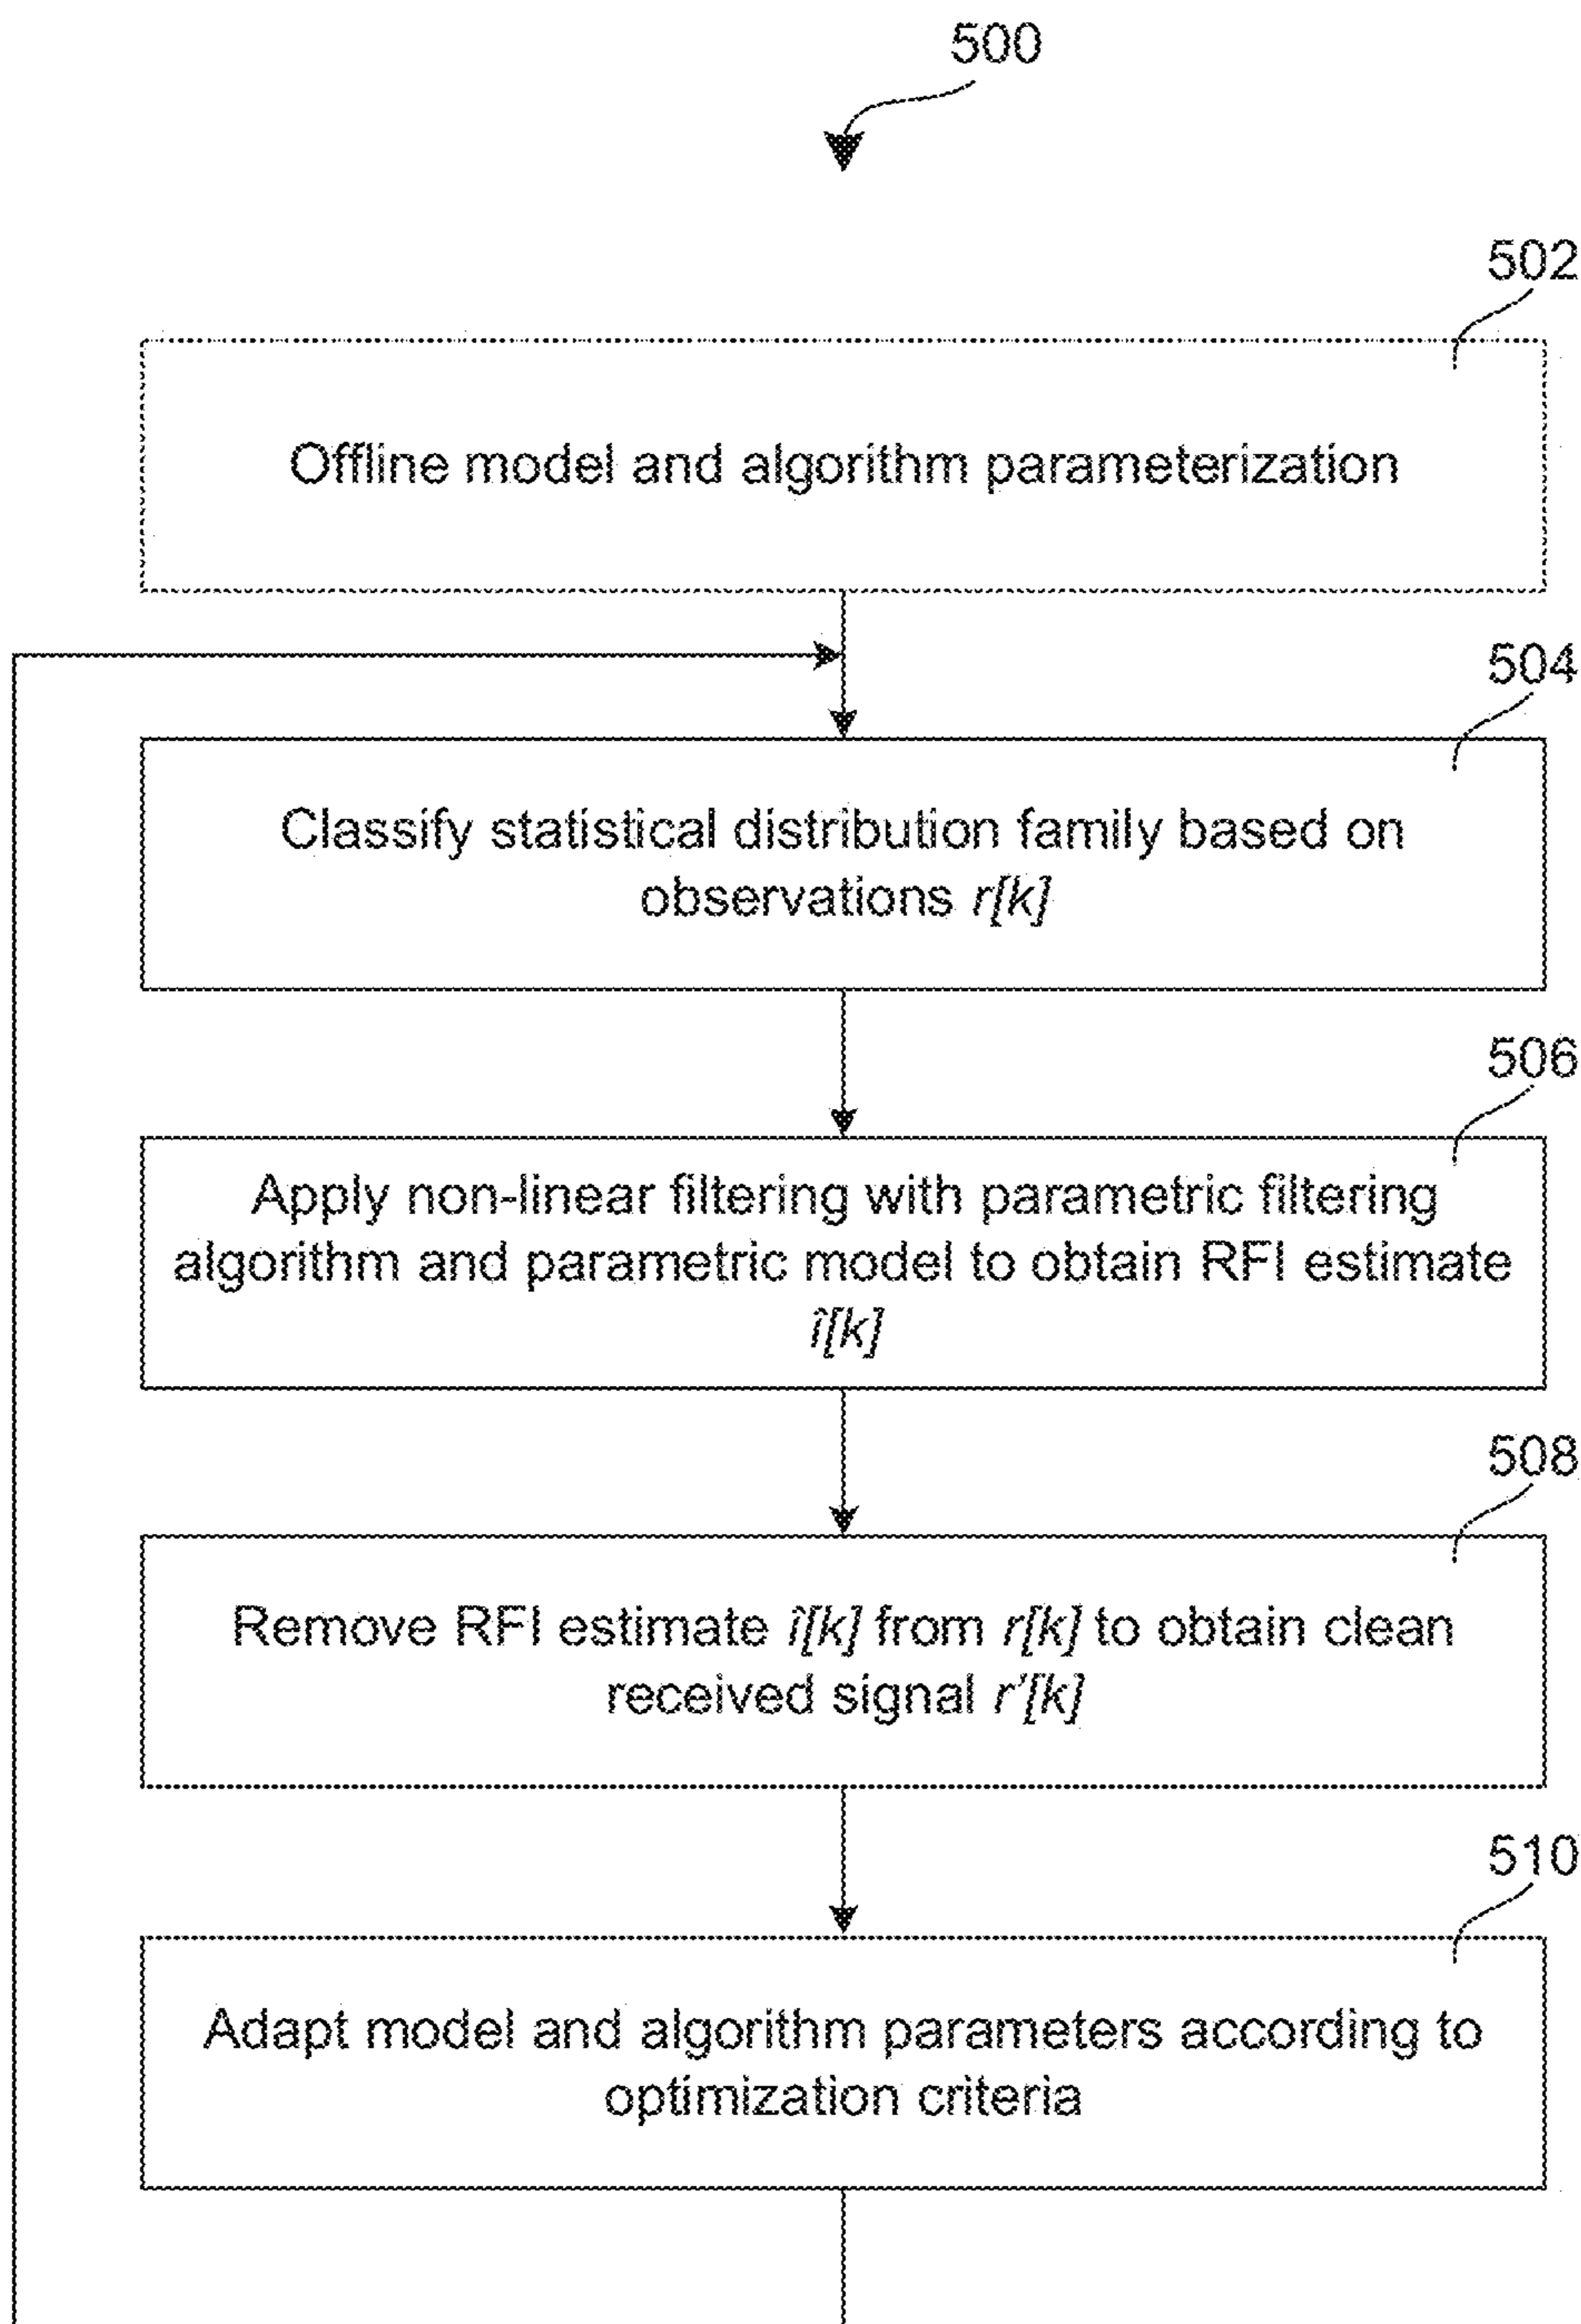 500
502
Offline model and algorithm parameterization
504
Classify statistical distribution family based on
observations r[k]
506
Apply non-linear filtering with parametric filtering
algorithm and parametric model to obtain RFI estimate
î[k]
508
Remove RFI estimate î[k] from r[k] to obtain clean
received signal r'[k]
510
Adapt model and algorithm parameters according to
optimization criteria